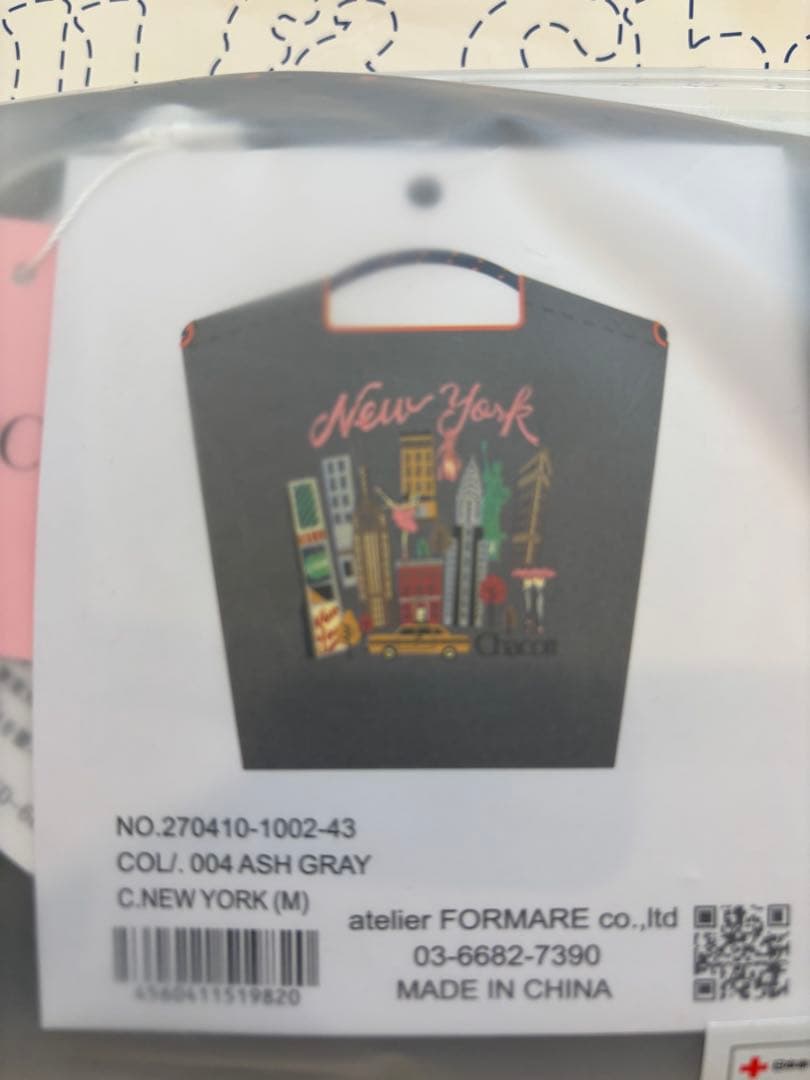 New York
New
Chacott
NO.270410-1002-43
COL/. 004 ASH GRAY
C.NEW YORK (M)
4560411519820
atelier FORMARE co.,ltd
03-6682-7390
MADE IN CHINA
C